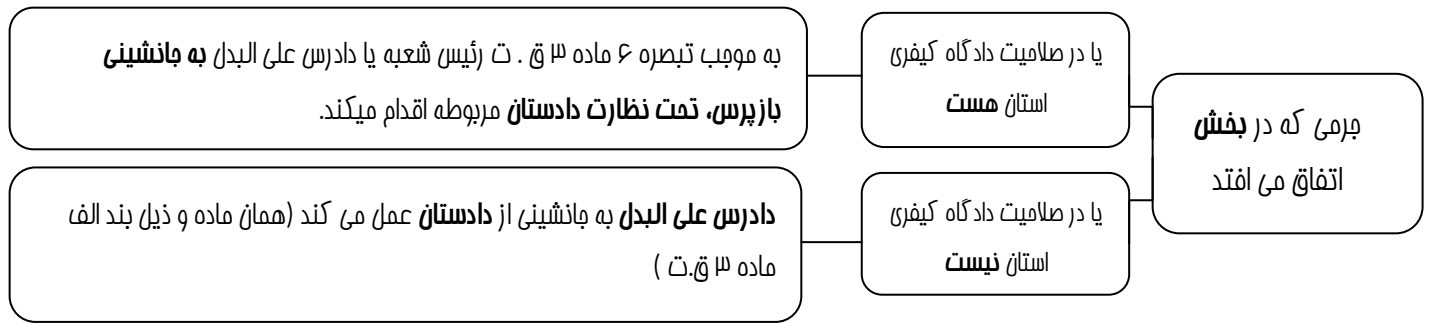 جرمی که در بخش
اتفاق می افتد
یا در صلاحیت دادگاه کیفری
استان هست
به موجب تبصره ۶ ماده ۳ ق . ت رئیس شعبه یا دادرس علی البدل به جانشینی
بازپرس، تحت نظارت دادستان مربوطه اقدام میکند.
یا در صلاحیت دادگاه کیفری
استان نیست
دادرس علی البدل به جانشینی از دادستان عمل می کند (همان ماده و ذیل بند الف
ماده ۳ ق.ت )